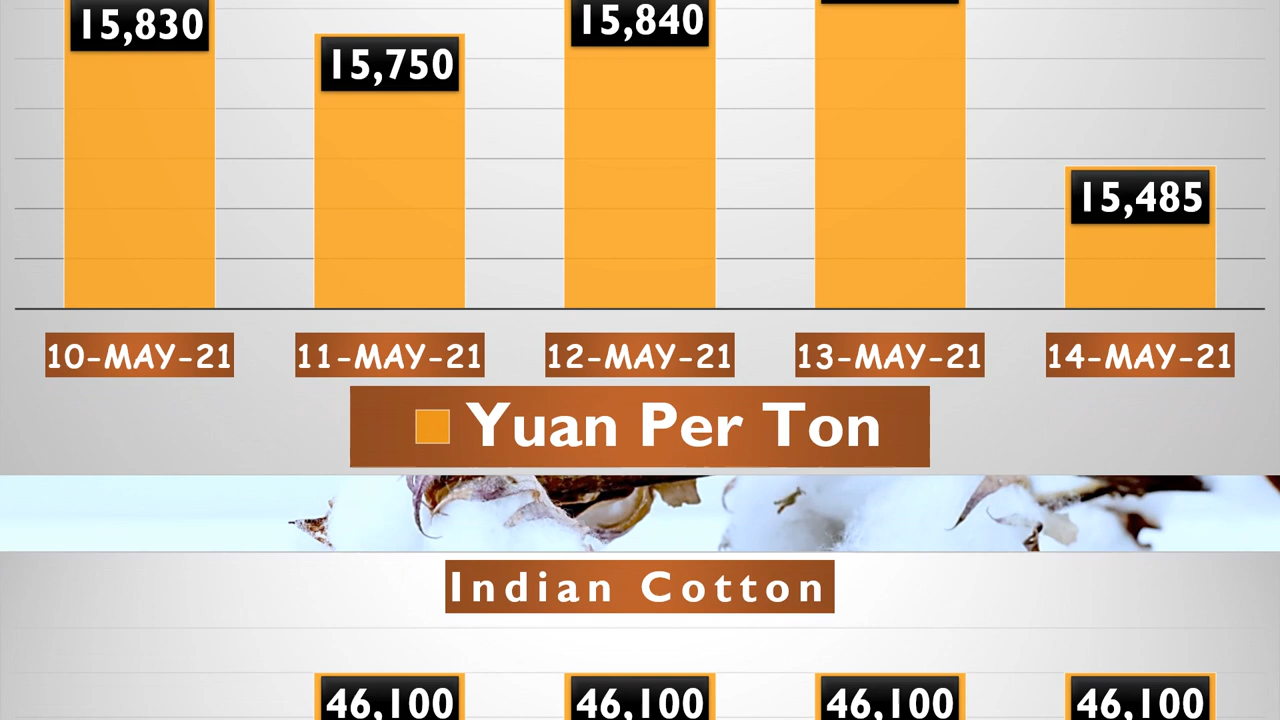 15,830
15,750
15,840
15,485
10-MAY-21 11-MAY-21 12-MAY-21 13-MAY-21 14-MAY-21
Yuan Per Ton
Indian Cotton
46,100 46,100 46,100 46,100